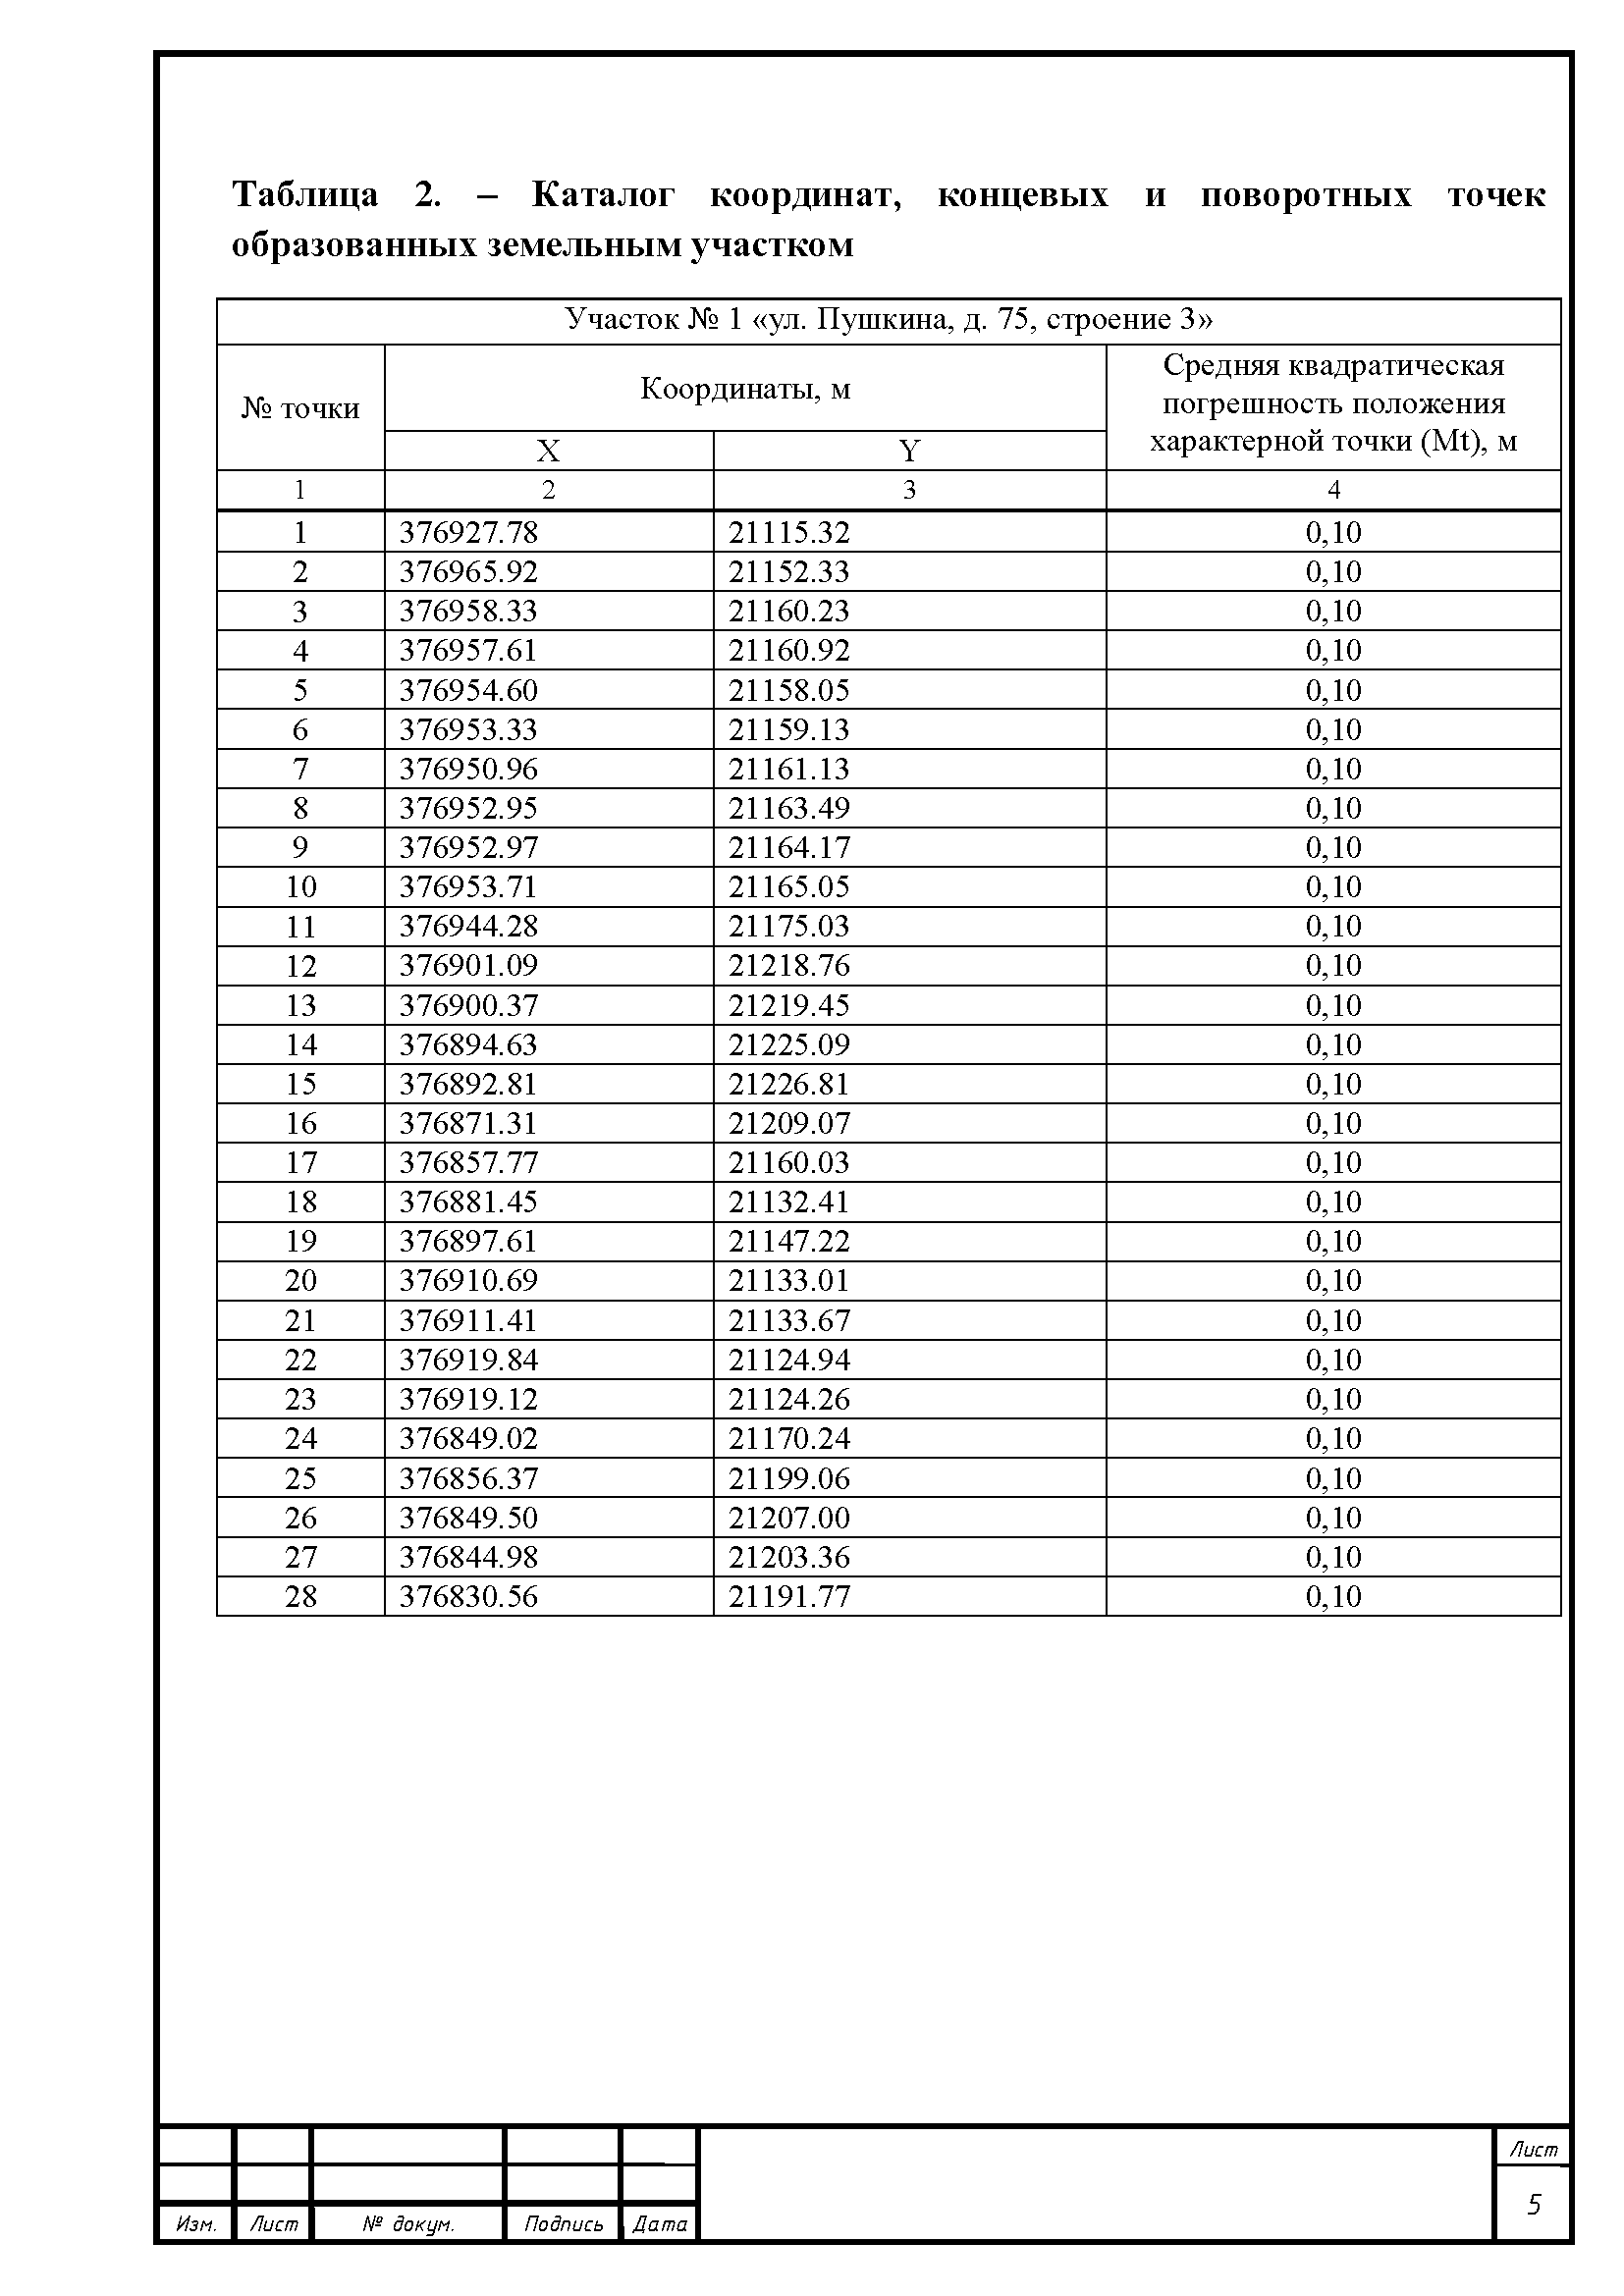 Таблица 2. – Каталог координат, концевых и поворотных точек
образованных земельным участком
Участок № 1 «ул. Пушкина, д. 75, строение 3»
№ точки Координаты, м Средняя квадратическая
погрешность положения
характерной точки (Mt), м
X Y
1 2 3 4
1 376927.78 21115.32 0,10
2 376965.92 21152.33 0,10
3 376958.33 21160.23 0,10
4 376957.61 21160.92 0,10
5 376954.60 21158.05 0,10
6 376953.33 21159.13 0,10
7 376950.96 21161.13 0,10
8 376952.95 21163.49 0,10
9 376952.97 21164.17 0,10
10 376953.71 21165.05 0,10
11 376944.28 21175.03 0,10
12 376901.09 21218.76 0,10
13 376900.37 21219.45 0,10
14 376894.63 21225.09 0,10
15 376892.81 21226.81 0,10
16 376871.31 21209.07 0,10
17 376857.77 21160.03 0,10
18 376881.45 21132.41 0,10
19 376897.61 21147.22 0,10
20 376910.69 21133.01 0,10
21 376911.41 21133.67 0,10
22 376919.84 21124.94 0,10
23 376919.12 21124.26 0,10
24 376849.02 21170.24 0,10
25 376856.37 21199.06 0,10
26 376849.50 21207.00 0,10
27 376844.98 21203.36 0,10
28 376830.56 21191.77 0,10
Лист
5
Изм. Лист № докум. Подпись Дата